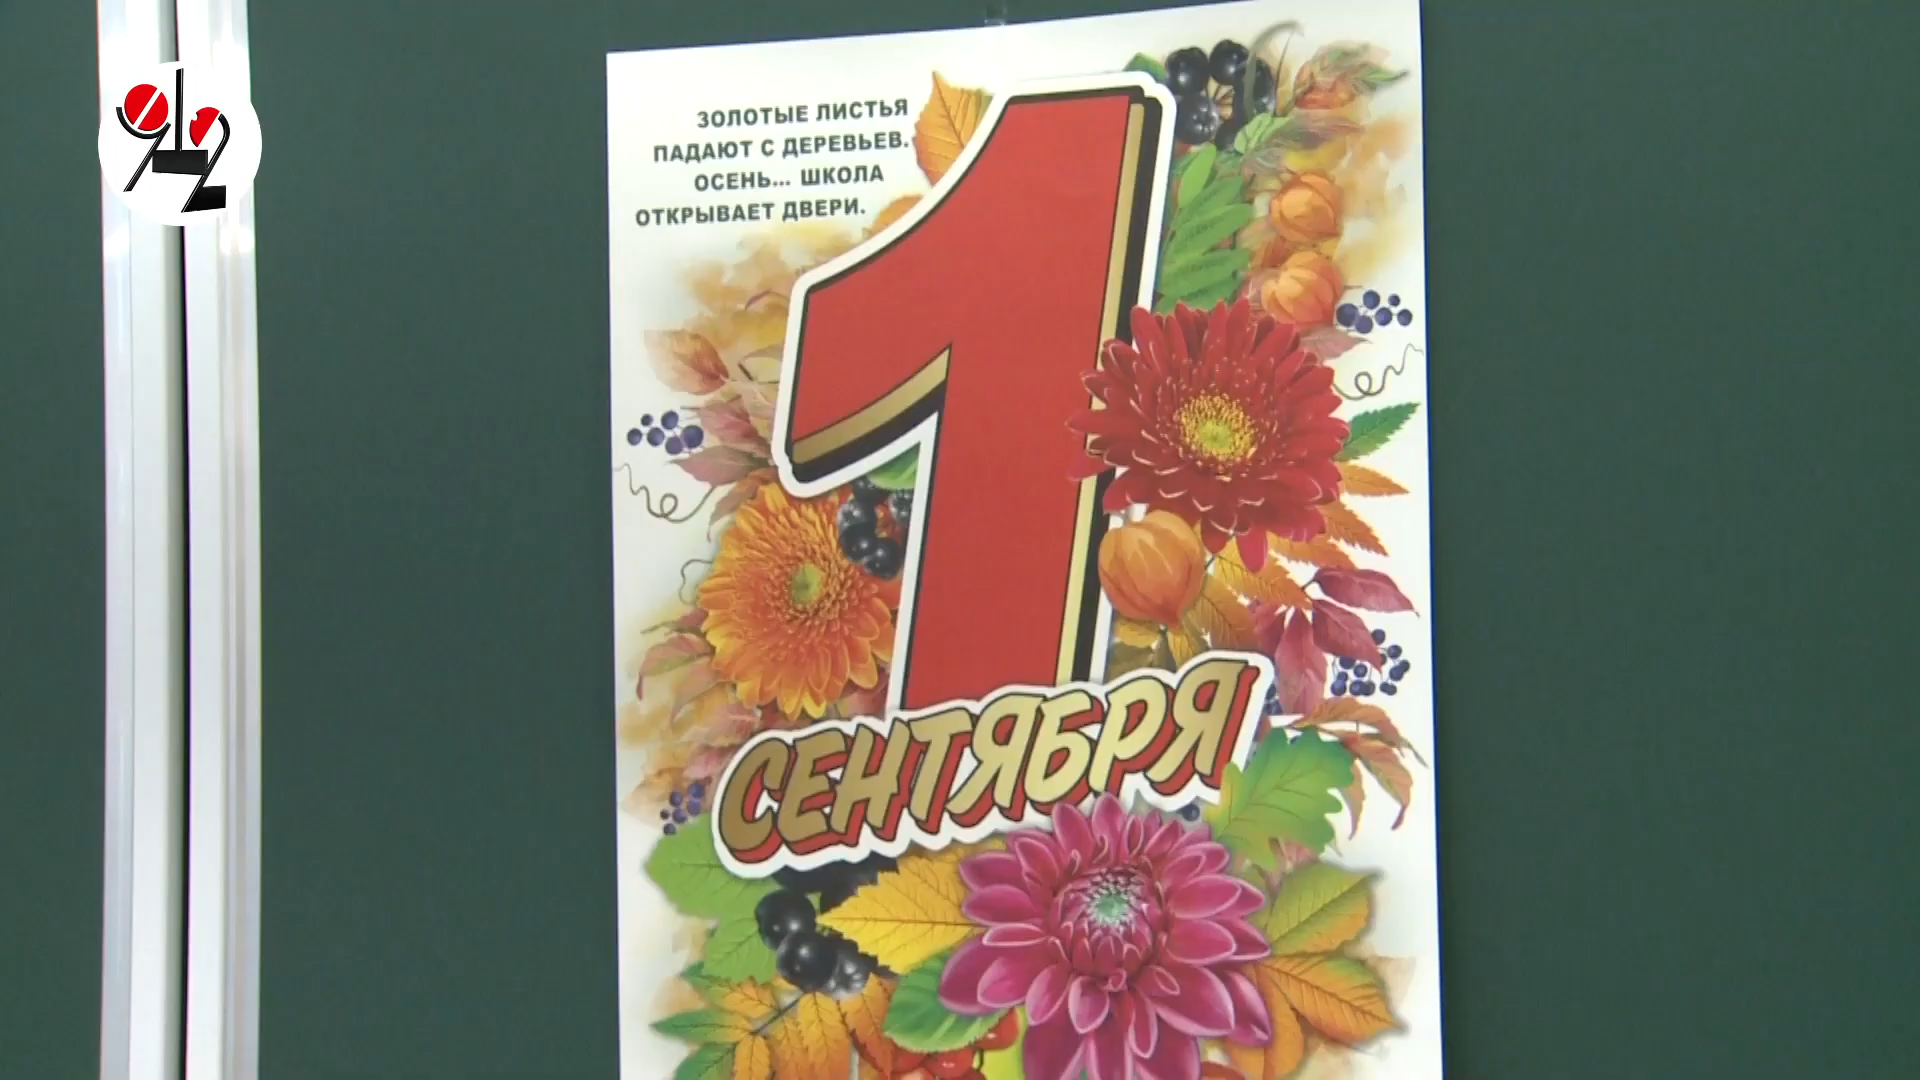 ЗОЛОТЫЕ ЛИСТЬЯ
ПАДАЮТ С ДЕРЕВЬЕВ.
ОСЕНЬ... ШКОЛА
ОТКРЫВАЕТ ДВЕРИ.
1
СЕНТЯБРЯ